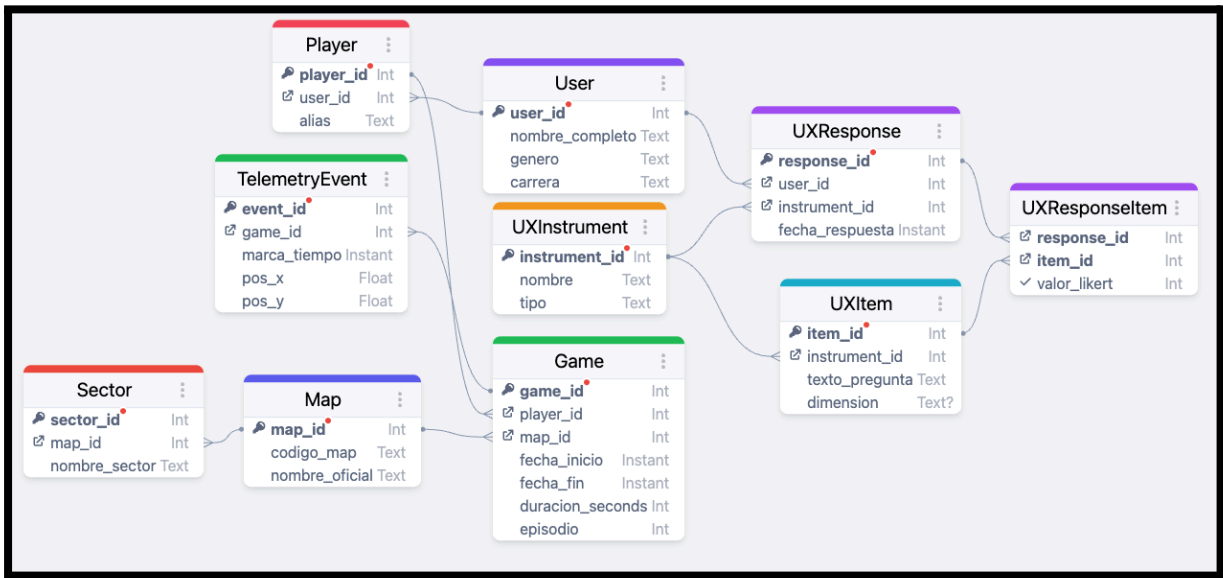 Player
player_id Int
user_id Int
alias Text
User
user_id Int
nombre_completo Text
genero Text
carrera Text
UXResponse
response_id Int
user_id Int
instrument_id Int
fecha_respuesta Instant
TelemetryEvent
event_id Int
game_id Int
marca_tiempo Instant
pos_x Float
pos_y Float
UXInstrument
instrument_id Int
nombre Text
tipo Text
UXResponseItem
response_id Int
item_id Int
valor_likert Int
UXItem
item_id Int
instrument_id Int
texto_pregunta Text
dimension Text?
Sector
sector_id Int
map_id Int
nombre_sector Text
Map
map_id Int
codigo_map Text
nombre_oficial Text
Game
game_id Int
player_id Int
map_id Int
fecha_inicio Instant
fecha_fin Instant
duracion_seconds Int
episodio Int